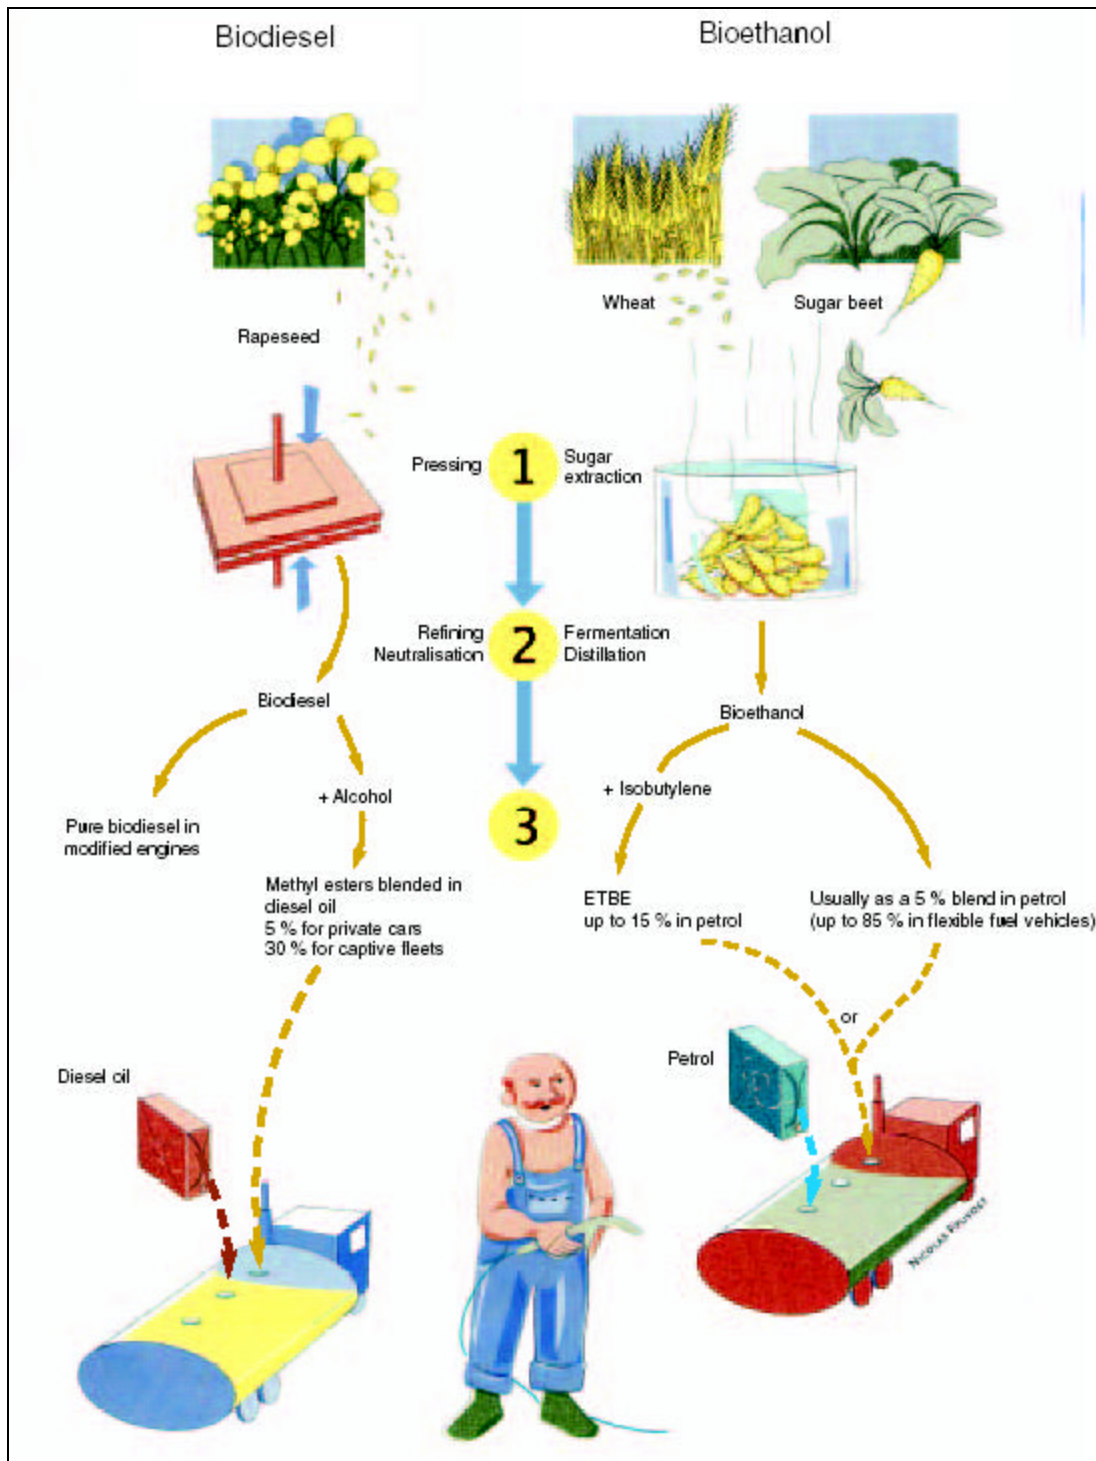 Biodiesel
Bioethanol
Rapeseed
Wheat
Sugar beet
Pressing
1
Sugar
extraction
Refining
Neutralisation
2
Fermentation
Distillation
Biodiesel
Bioethanol
+ Alcohol
+ Isobutylene
3
Pure biodiesel in
modified engines
Methyl esters blended in
diesel oil
5 % for private cars
30 % for captive fleets
ETBE
up to 15 % in petrol
Usually as a 5 % blend in petrol
(up to 85 % in flexible fuel vehicles)
or
Diesel oil
Petrol
NICOLAS POUVOST